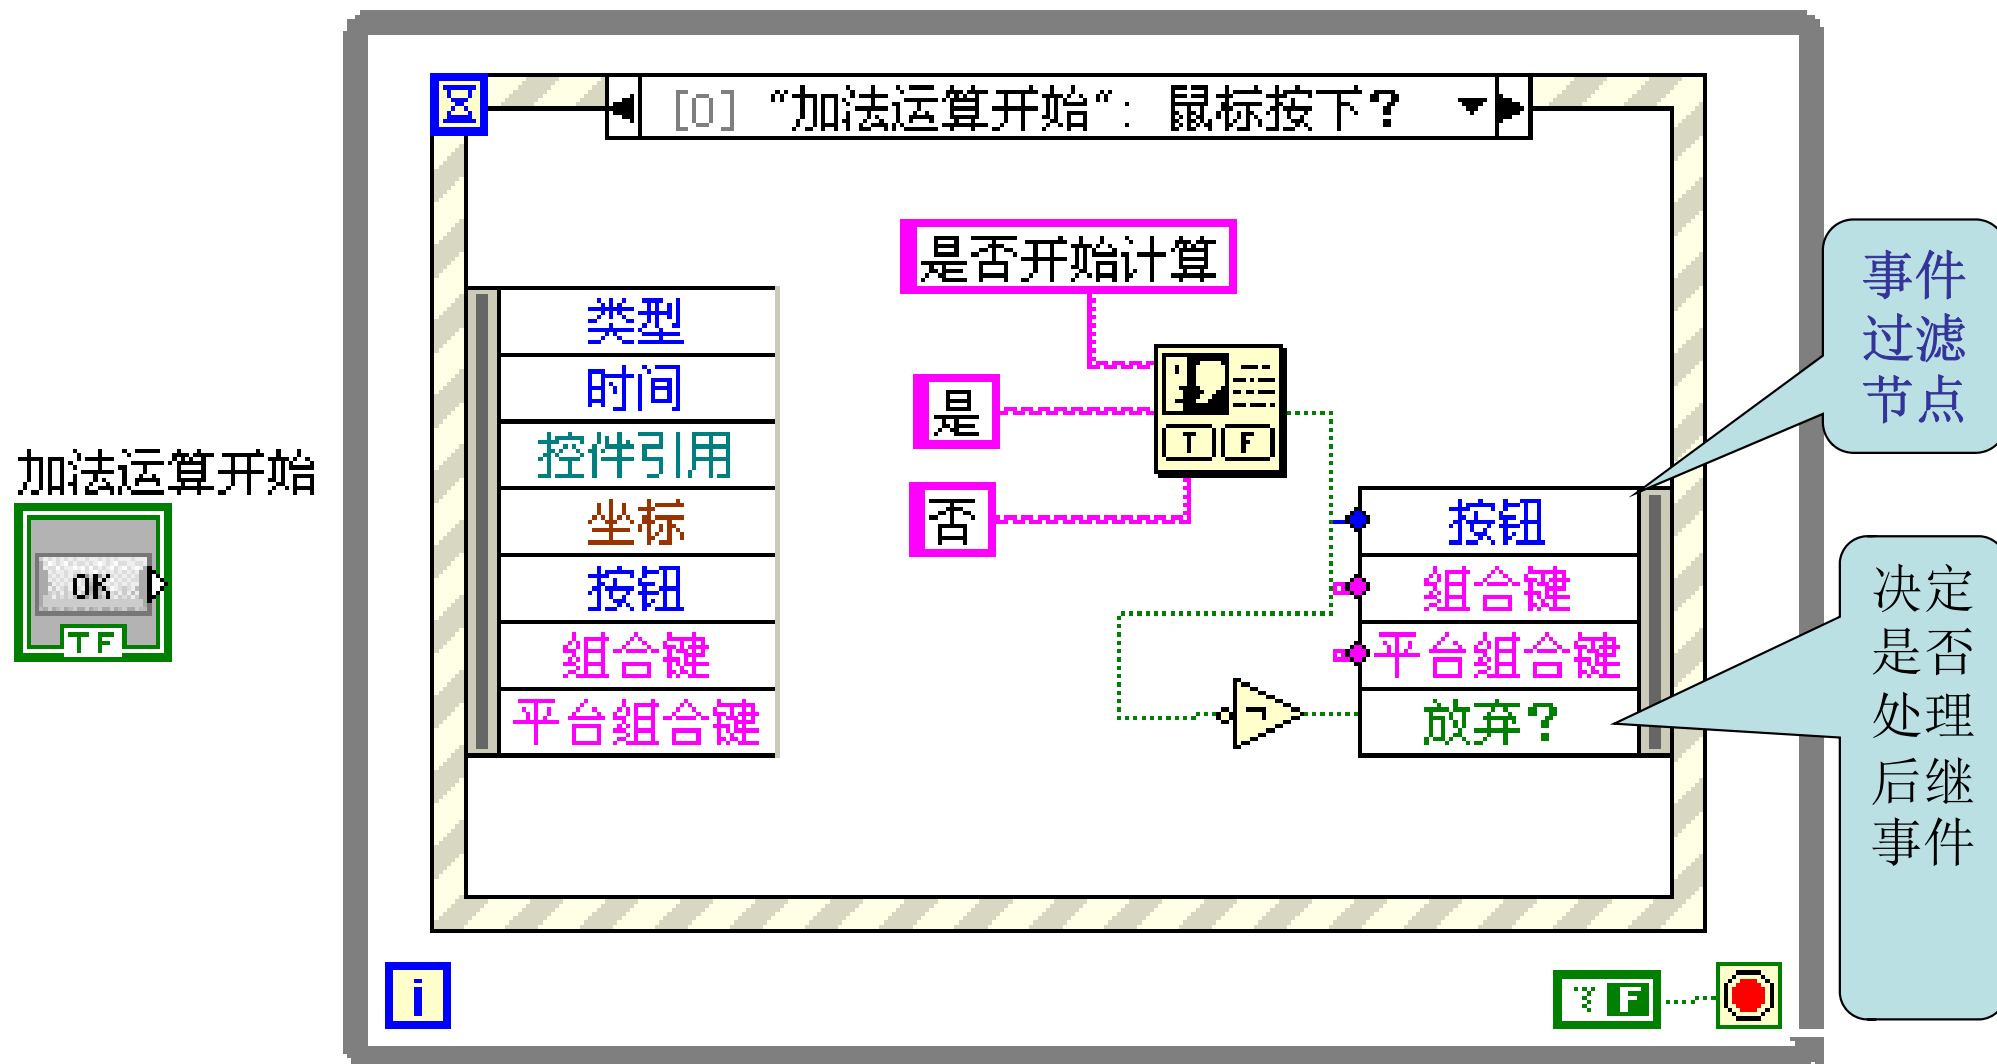 [0] "加法运算开始": 鼠标按下?
是否开始计算
类型
时间
控件引用
坐标
按钮
组合键
平台组合键
是
否
T F
按钮
组合键
平台组合键
放弃?
加法运算开始
OK
TF
事件
过滤
节点
决定
是否
处理
后继
事件
i
T F